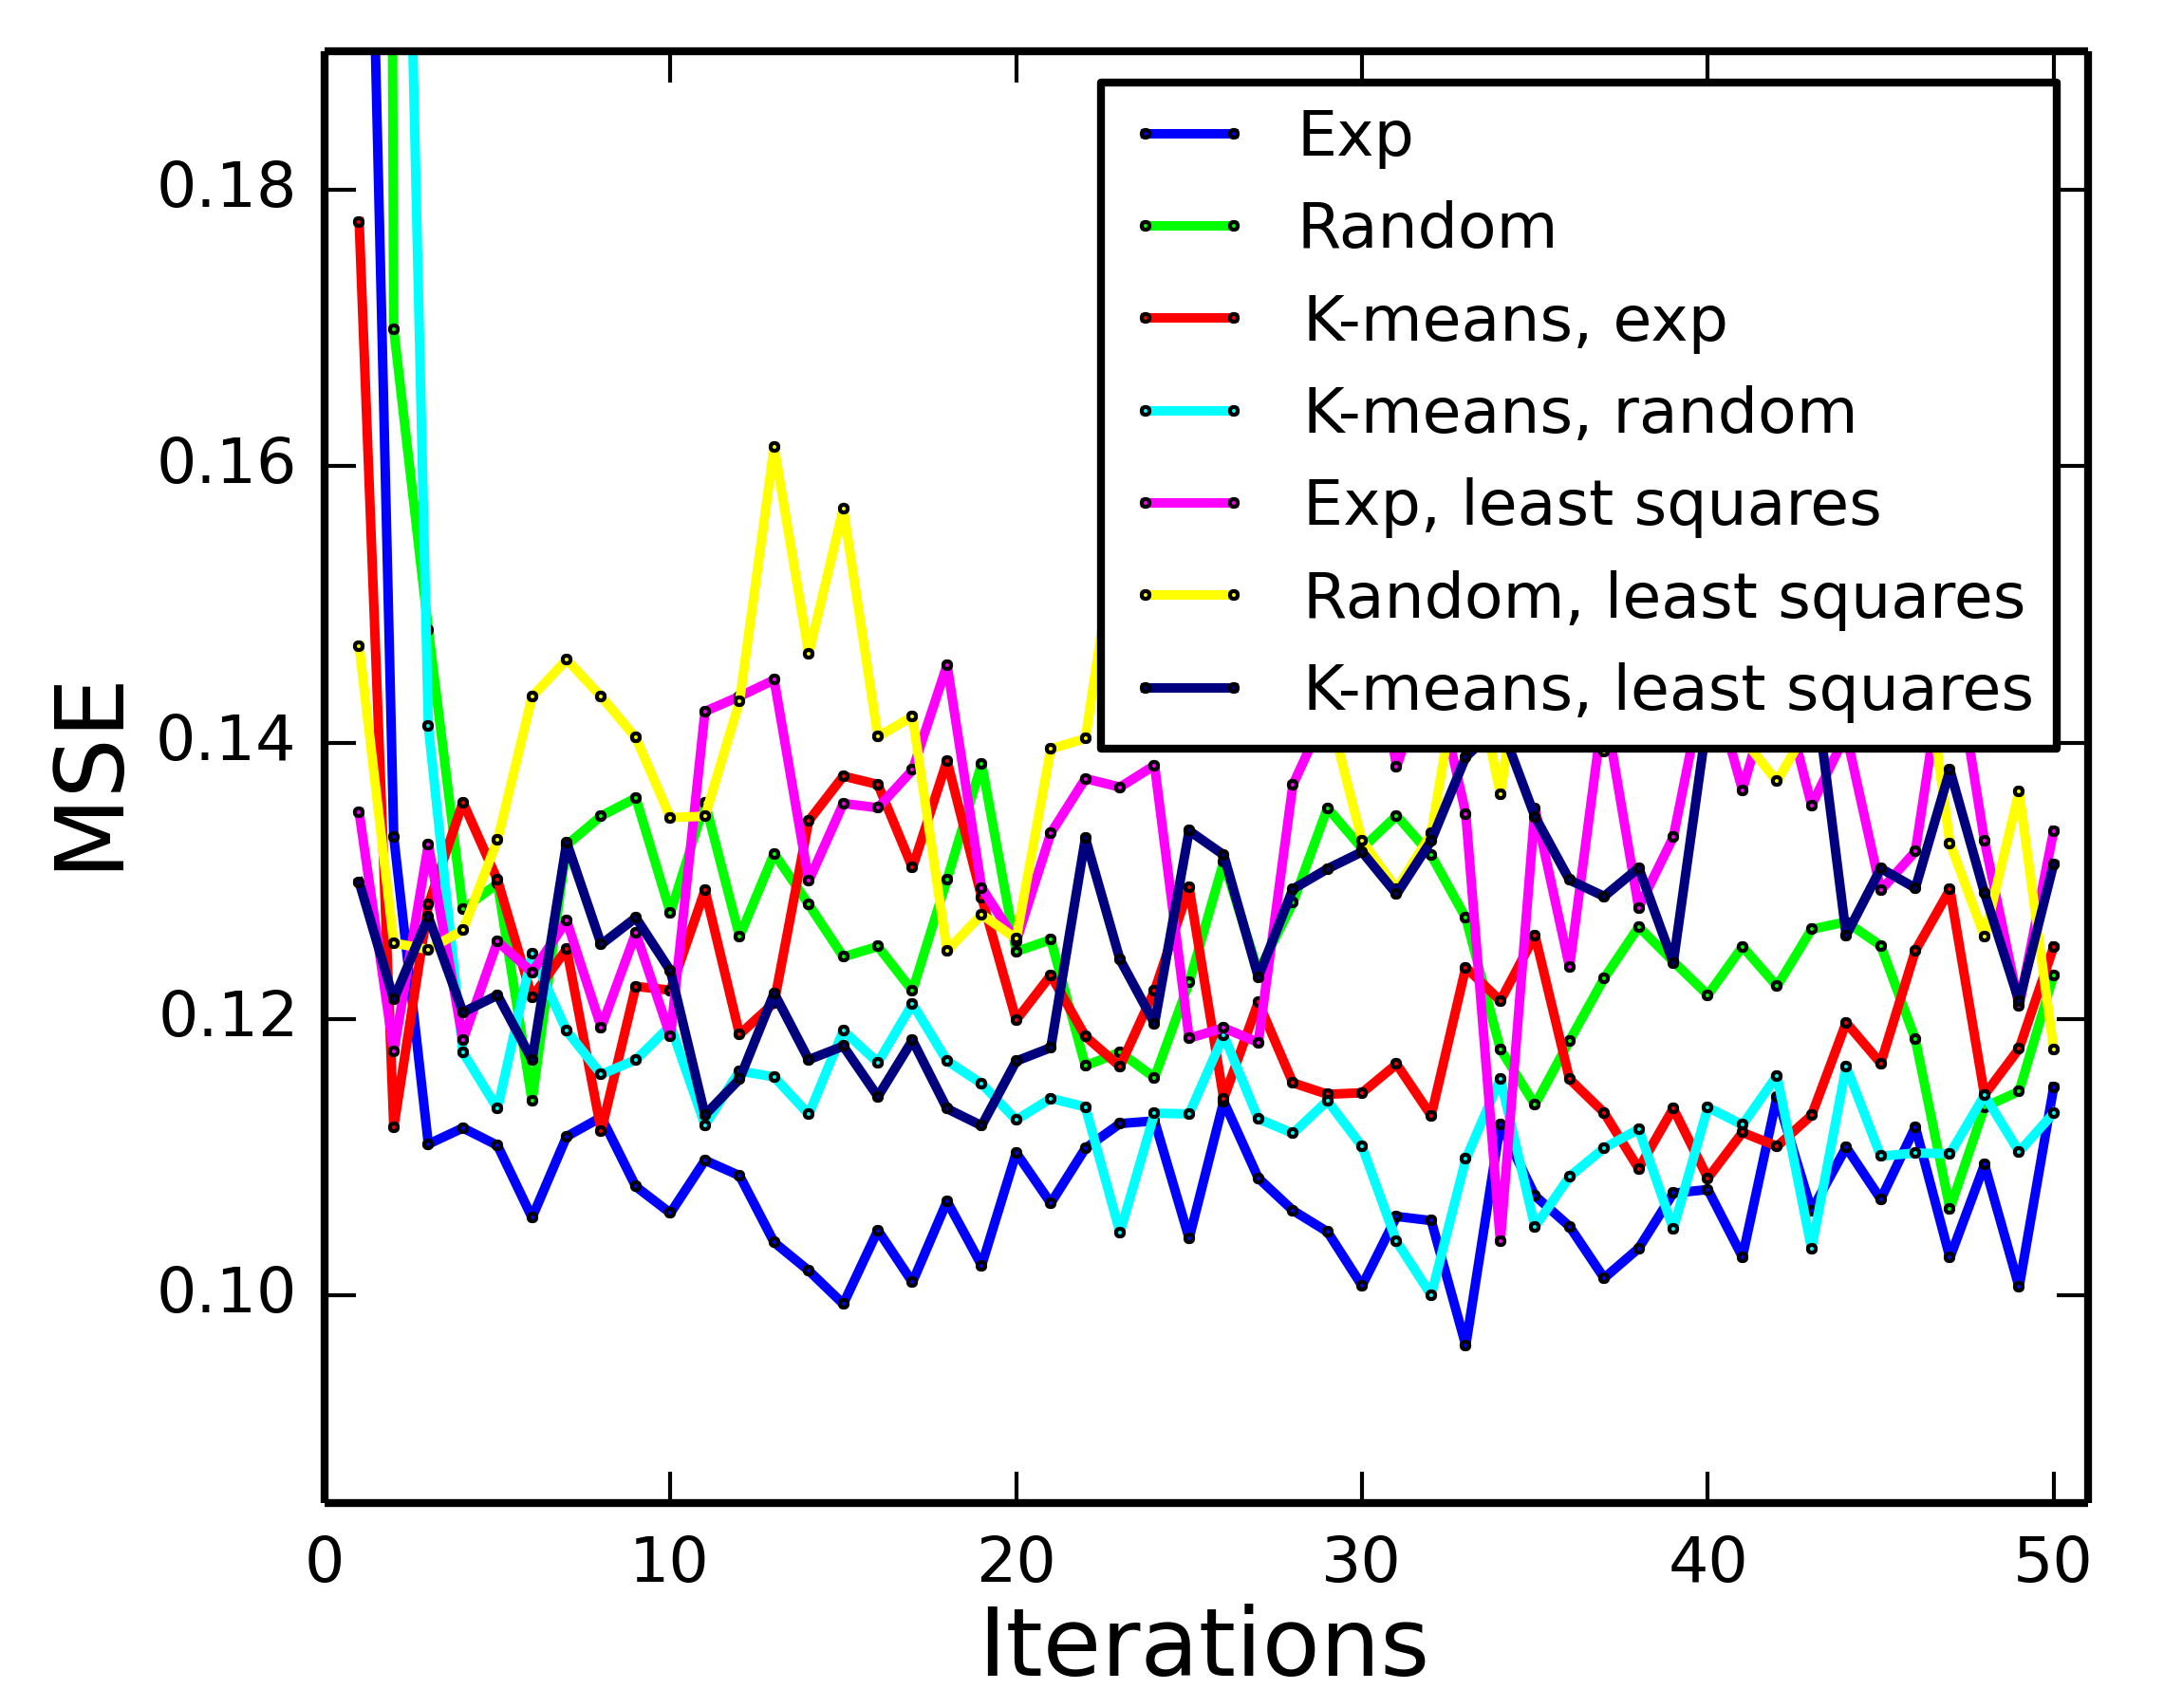 Exp
Random
K-means, exp
K-means, random
Exp, least squares
Random, least squares
K-means, least squares
0.18
0.16
0.14
0.12
0.10
MSE
0 10 20 30 40 50
Iterations